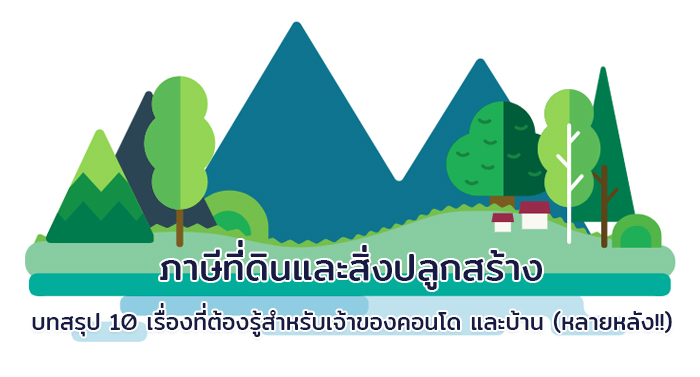 ภาษีที่ดินและสิ่งปลูกสร้าง
บทสรุป 10 เรื่องที่ต้องรู้สำหรับเจ้าของคอนโด และบ้าน (หลายหลัง!!)